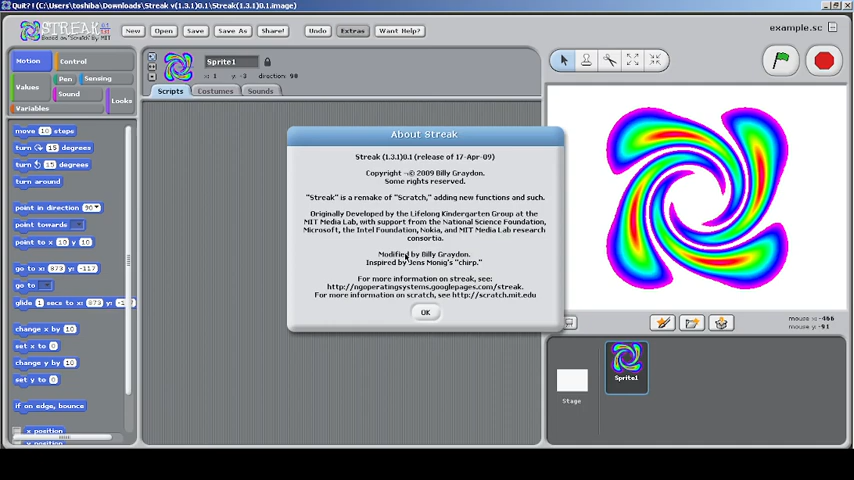 Quit?! (C:\Users\toshiba\Downloads\Streak v(1.3.1)0.1\Streak(1.3.1)0.1.image)
STREAK
Based on "Scratch" by MIT
New Open Save Save As Share! Undo Extras Want Help?
example.sc
Motion Control
Pen Sensing
Values
Sound
Looks
Variables
Sprite1
x: 1 y: -3 direction: 90
Scripts Costumes Sounds
move 10 steps
turn 15 degrees
turn 15 degrees
turn around
point in direction 90
point towards
point to x 10 y 10
go to x: 873 y: -117
go to
glide 1 secs to x: 873 y:
change x by 10
set x to 0
change y by 10
set y to 0
if on edge, bounce
x position
y position
About Streak
Streak (1.3.1)0.1 (release of 17-Apr-09)
Copyright © 2009 Billy Graydon.
Some rights reserved.
"Streak" is a remake of "Scratch," adding new functions and such.
Originally Developed by the Lifelong Kindergarten Group at the
MIT Media Lab, with support from the National Science Foundation,
Microsoft, the Intel Foundation, Nokia, and MIT Media Lab research
consortia.
Modified by Billy Graydon.
Inspired by Jens Monig's "chirp."
For more information on streak, see:
http://ngoperatingsystems.googlepages.com/streak.
For more information on scratch, see http://scratch.mit.edu
OK
mouse x: -466
mouse y: -91
Sprite1
Stage